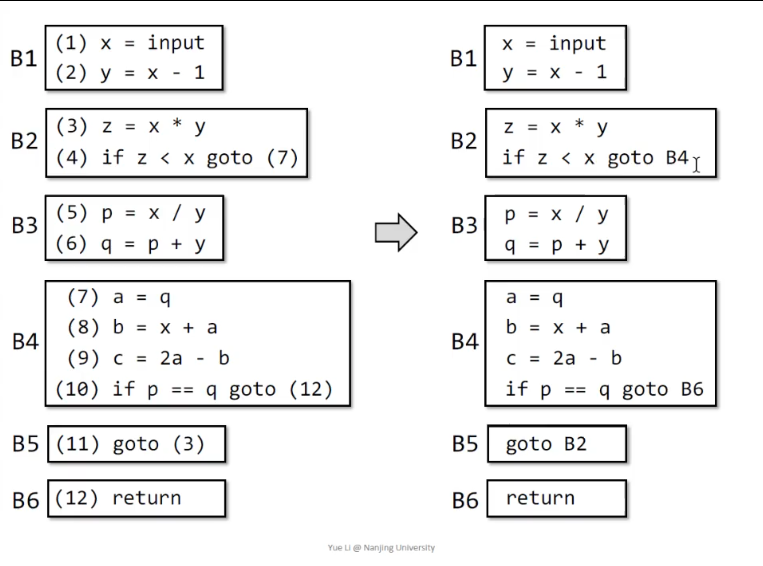 B1
(1) x = input
(2) y = x - 1
B2
(3) z = x * y
(4) if z < x goto (7)
B3
(5) p = x / y
(6) q = p + y
B4
(7) a = q
(8) b = x + a
(9) c = 2a - b
(10) if p == q goto (12)
B5
(11) goto (3)
B6
(12) return
B1
x = input
y = x - 1
B2
z = x * y
if z < x goto B4
B3
p = x / y
q = p + y
B4
a = q
b = x + a
c = 2a - b
if p == q goto B6
B5
goto B2
B6
return
Yue Li @ Nanjing University